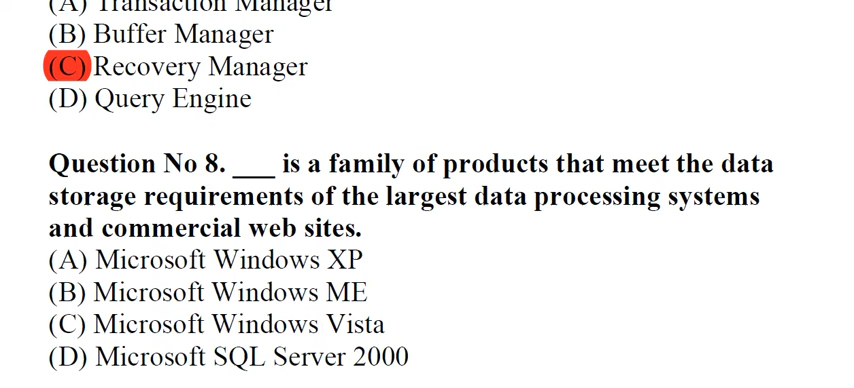 (A) Transaction Manager
(B) Buffer Manager
(C) Recovery Manager
(D) Query Engine
Question No 8. ___ is a family of products that meet the data
storage requirements of the largest data processing systems
and commercial web sites.
(A) Microsoft Windows XP
(B) Microsoft Windows ME
(C) Microsoft Windows Vista
(D) Microsoft SQL Server 2000